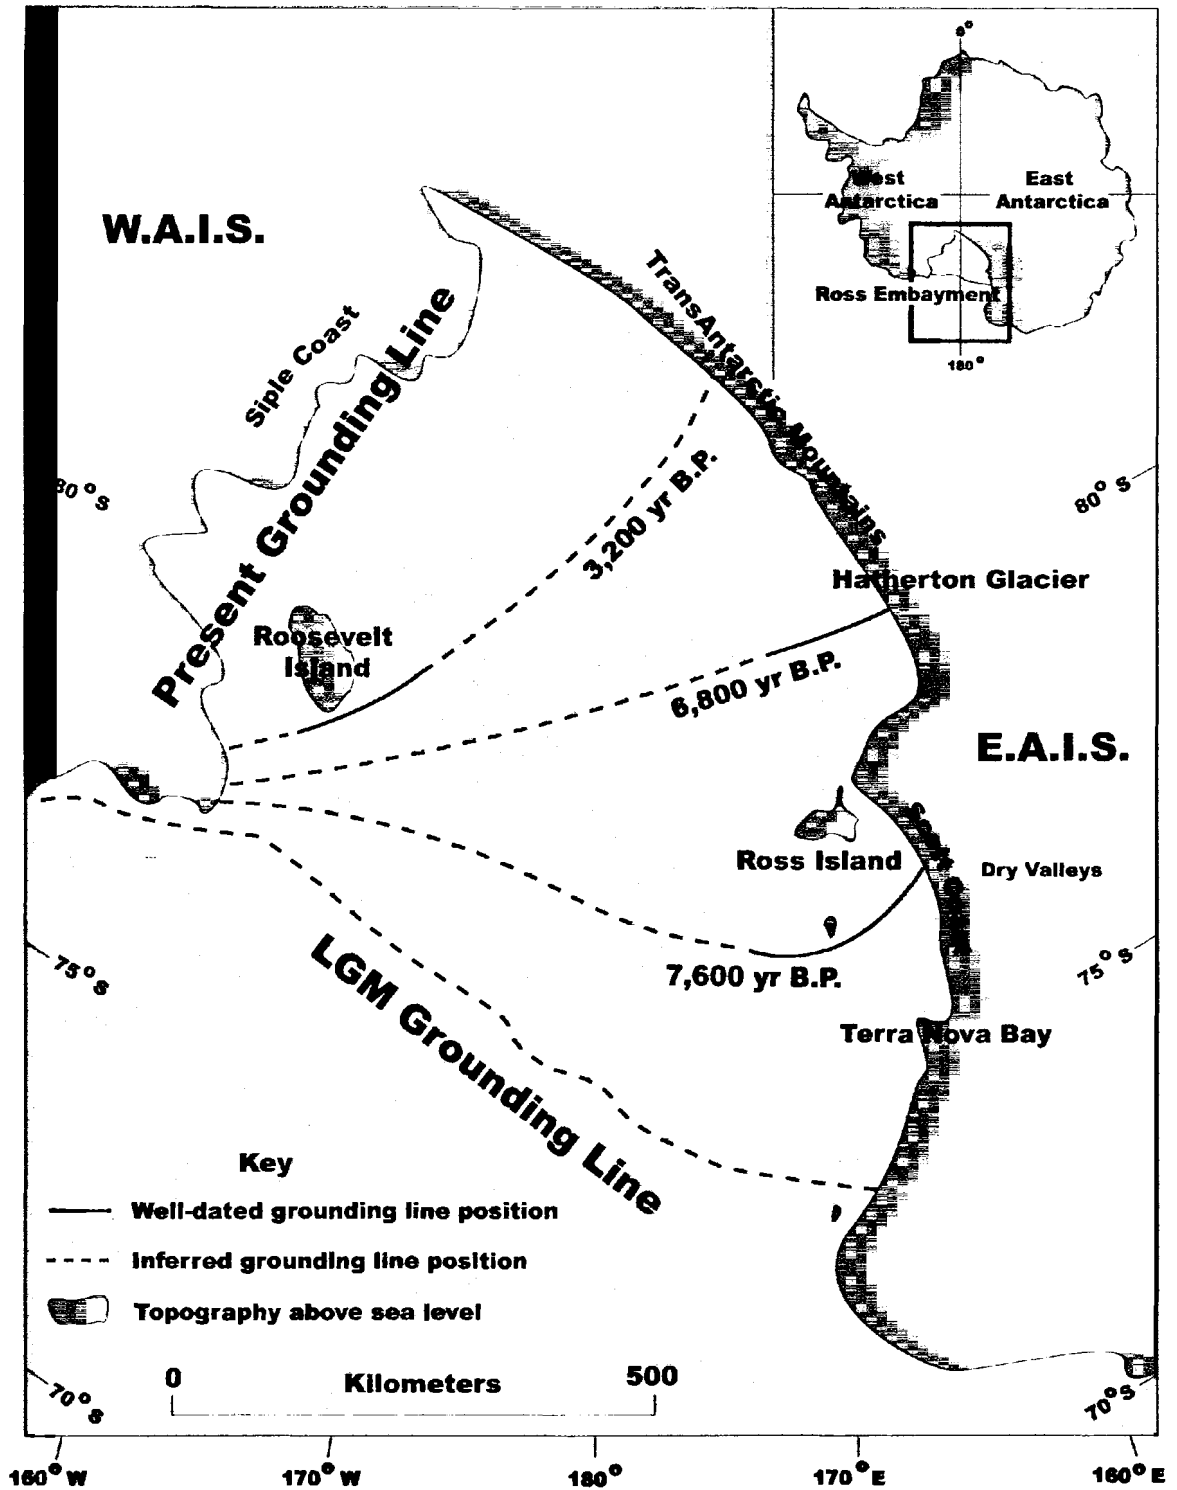 0°
West
Antarctica
East
Antarctica
Ross Embayment
180°
W.A.I.S.
TransAntarctic Mountains
Siple Coast
Present Grounding Line
80° S
80° S
3,200 yr B.P.
Hatherton Glacier
Roosevelt
Island
6,800 yr B.P.
E.A.I.S.
Ross Island
Dry Valleys
75° S
75° S
7,600 yr B.P.
LGM Grounding Line
Terra Nova Bay
Key
Well-dated grounding line position
Inferred grounding line position
Topography above sea level
0
Kilometers
500
70° S
70° S
160° W
170° W
180°
170° E
160° E